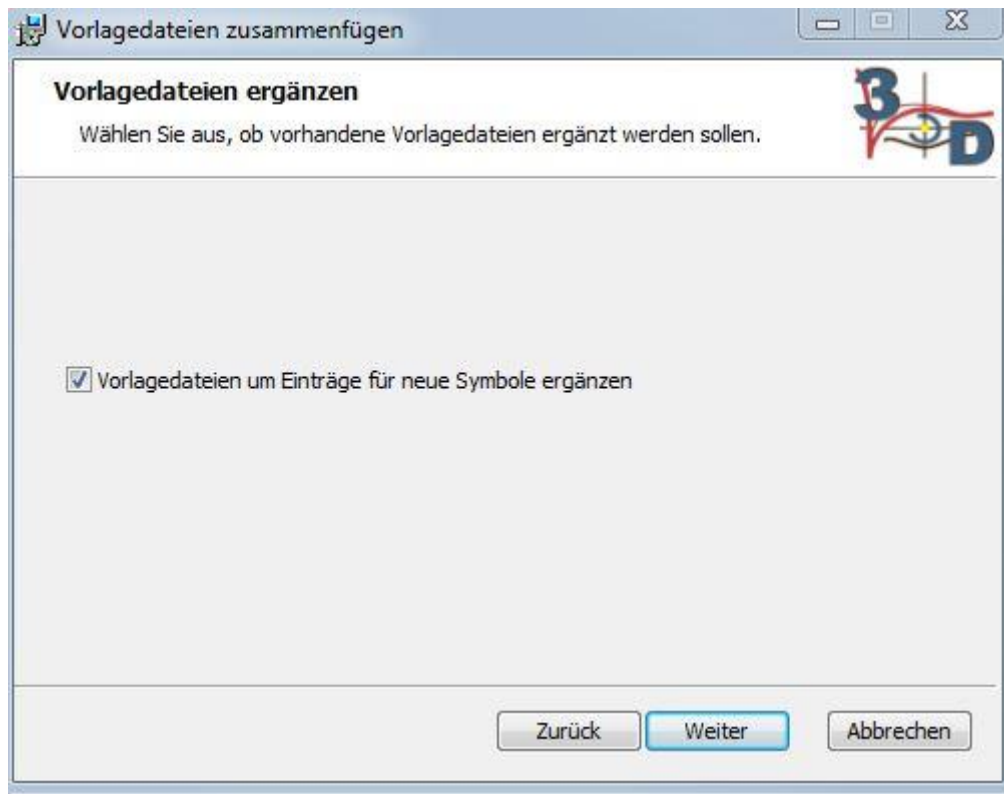 Vorlagedateien zusammenfügen
Vorlagedateien ergänzen
Wählen Sie aus, ob vorhandene Vorlagedateien ergänzt werden sollen.
3D
Vorlagedateien um Einträge für neue Symbole ergänzen
Zurück Weiter Abbrechen